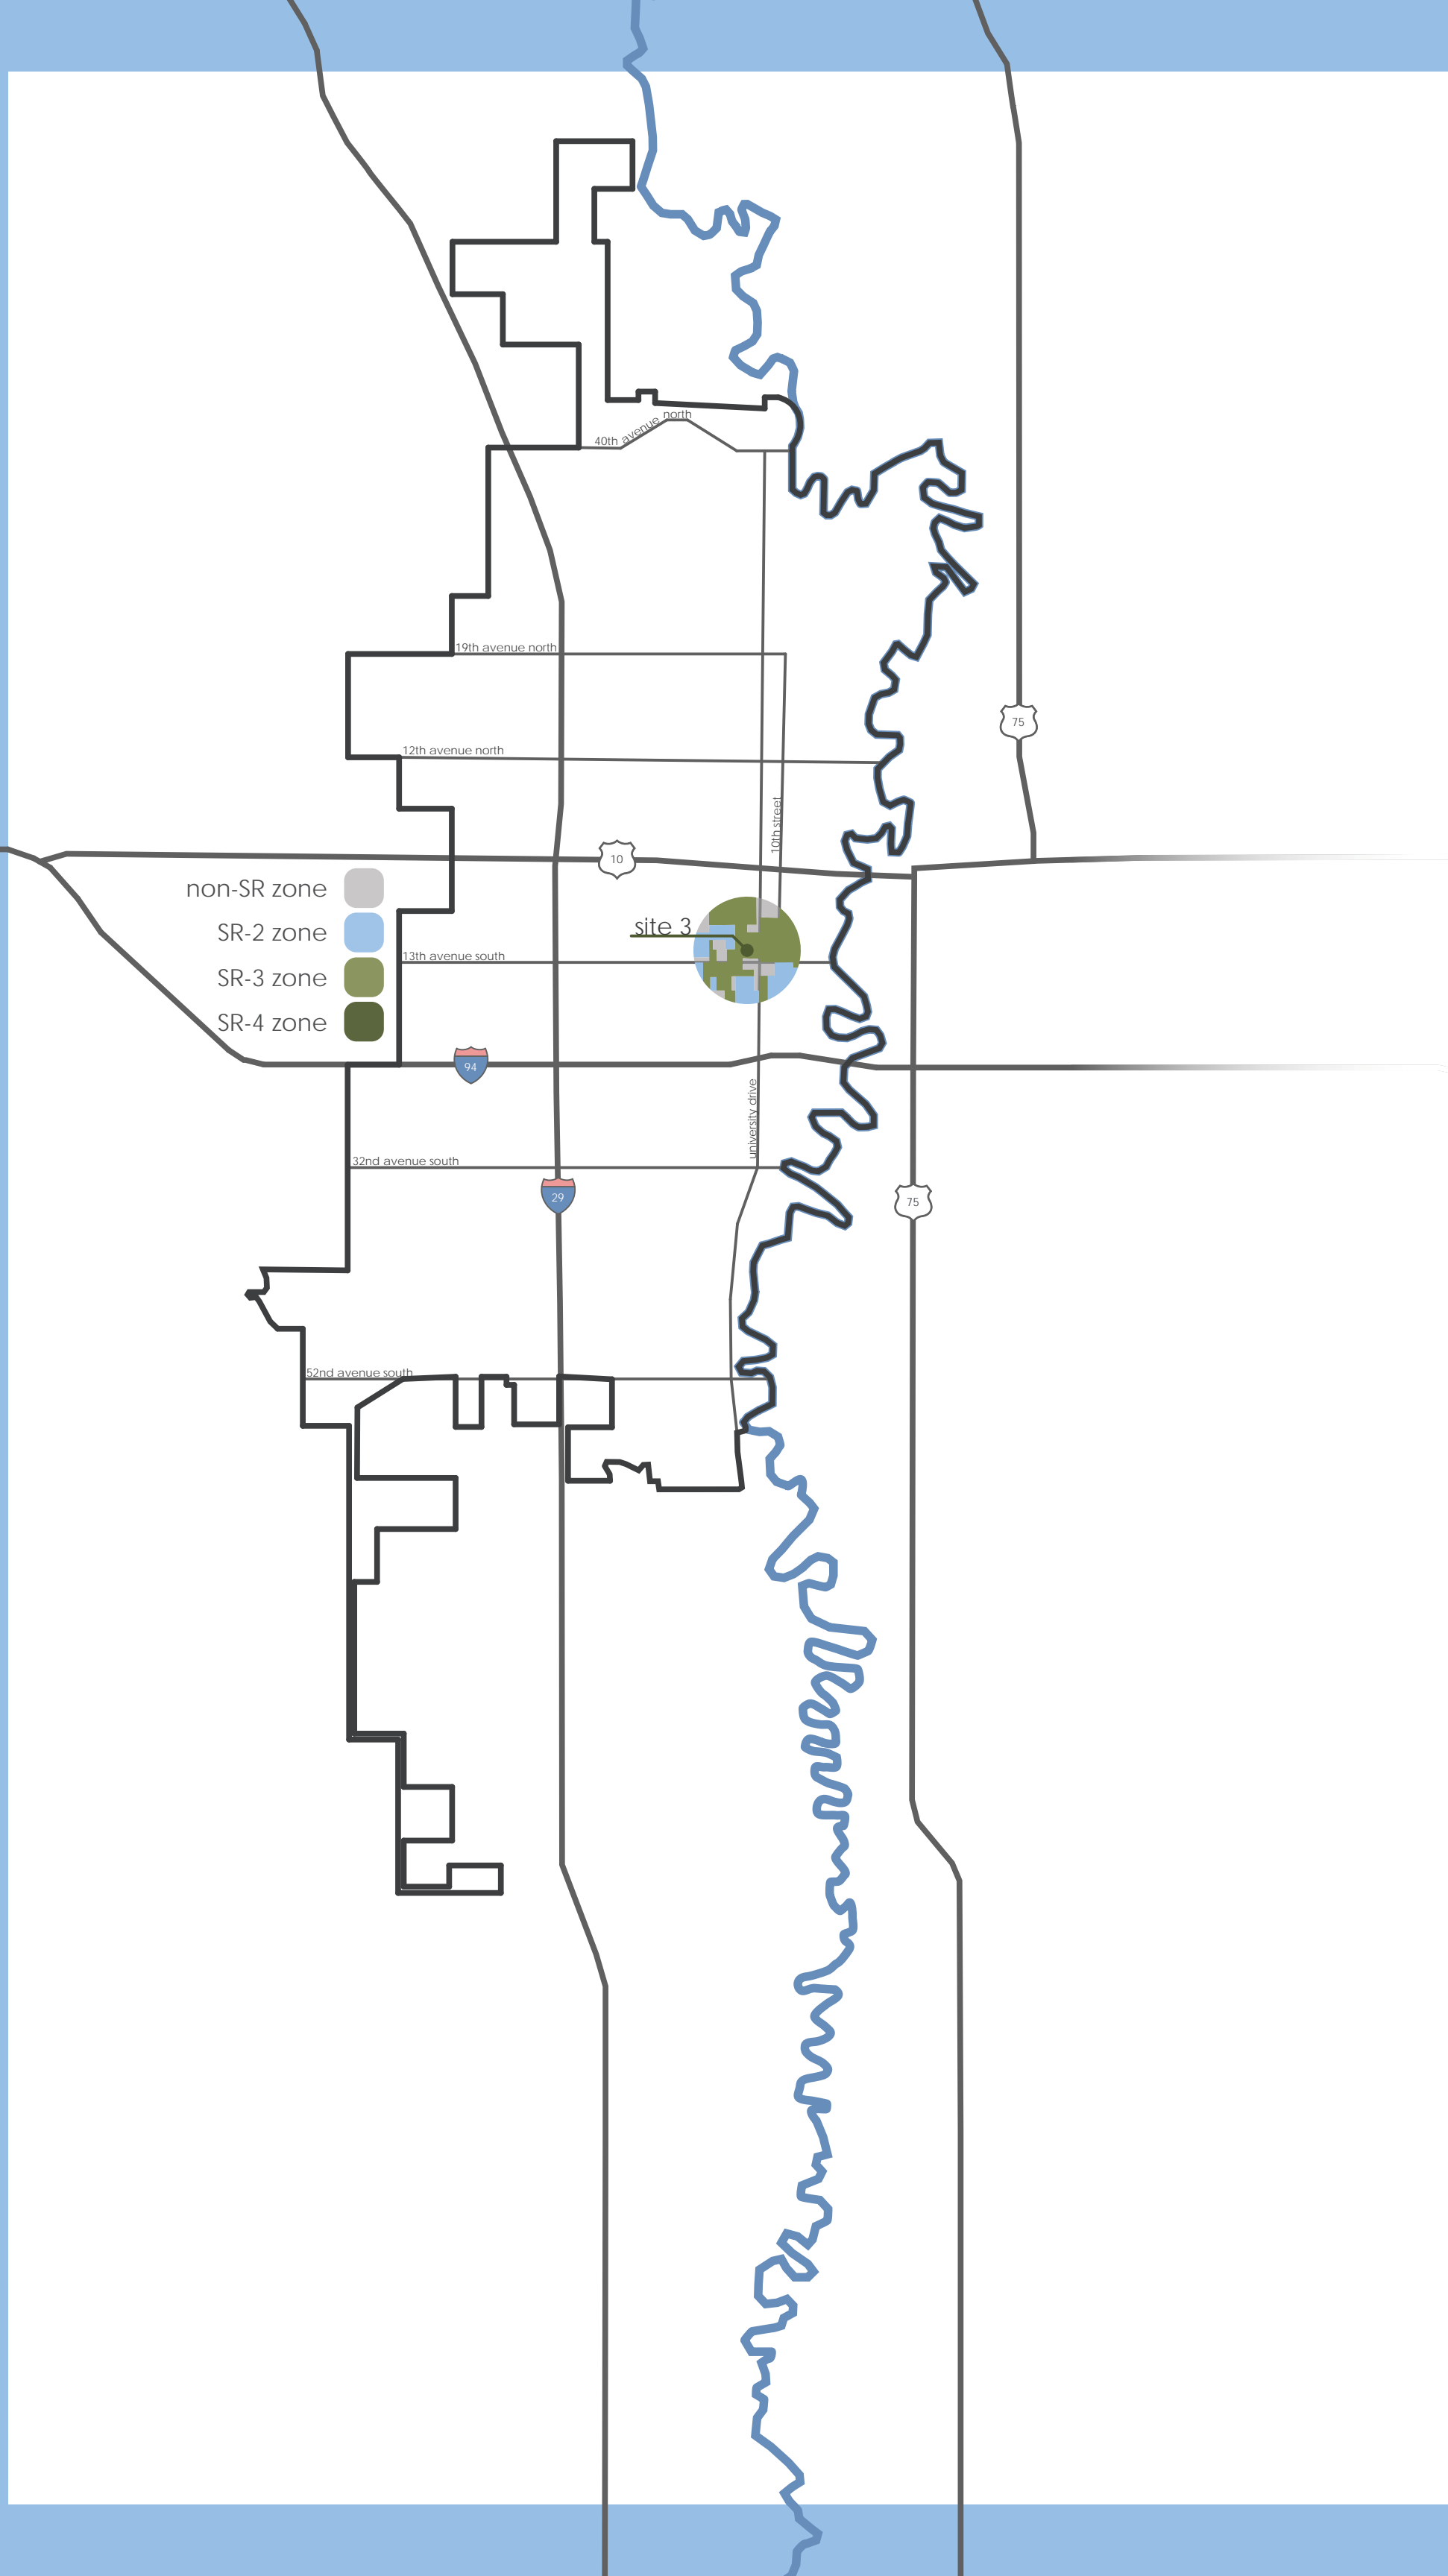 40th avenue north
19th avenue north
75
12th avenue north
10th street
10
non-SR zone
site 3
SR-2 zone
13th avenue south
SR-3 zone
SR-4 zone
94
university drive
32nd avenue south
29
75
52nd avenue south